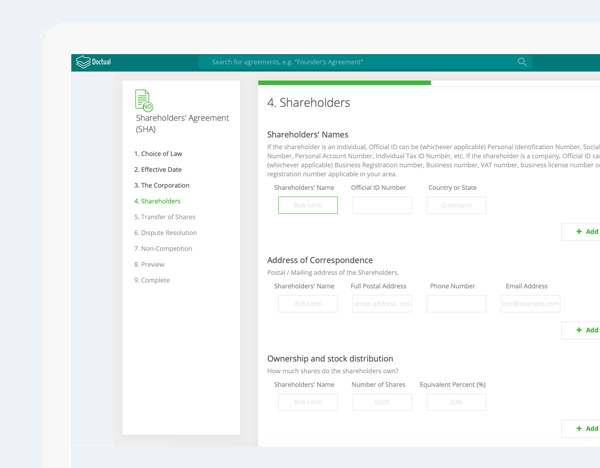 Doctual
Search for agreements, e.g. "Founder's Agreement"
NO
Shareholders' Agreement
(SHA)
1. Choice of Law
2. Effective Date
3. The Corporation
4. Shareholders
5. Transfer of Shares
6. Dispute Resolution
7. Non-Competition
8. Preview
9. Complete
4. Shareholders
Shareholders' Names
If the shareholder is an individual, Official ID can be (whichever applicable) Personal Identification Number, Social
Number, Personal Account Number, Individual Tax ID Number, etc. If the shareholder is a company, Official ID ca
(whichever applicable) Business Registration number, Business number, VAT number, business license number o
registration number applicable in your area.
Shareholders' Name Official ID Number Country or State
Bob Lehti Greenland
+ Add
Address of Correspondence
Postal / Mailing address of the Shareholders.
Shareholders' Name Full Postal Address Phone Number Email Address
Bob Lehti street address, stat @example.com
+ Add
Ownership and stock distribution
How much shares do the shareholders own?
Shareholders' Name Number of Shares Equivalent Percent (%)
Bob Lehti 5000 20%
+ Add